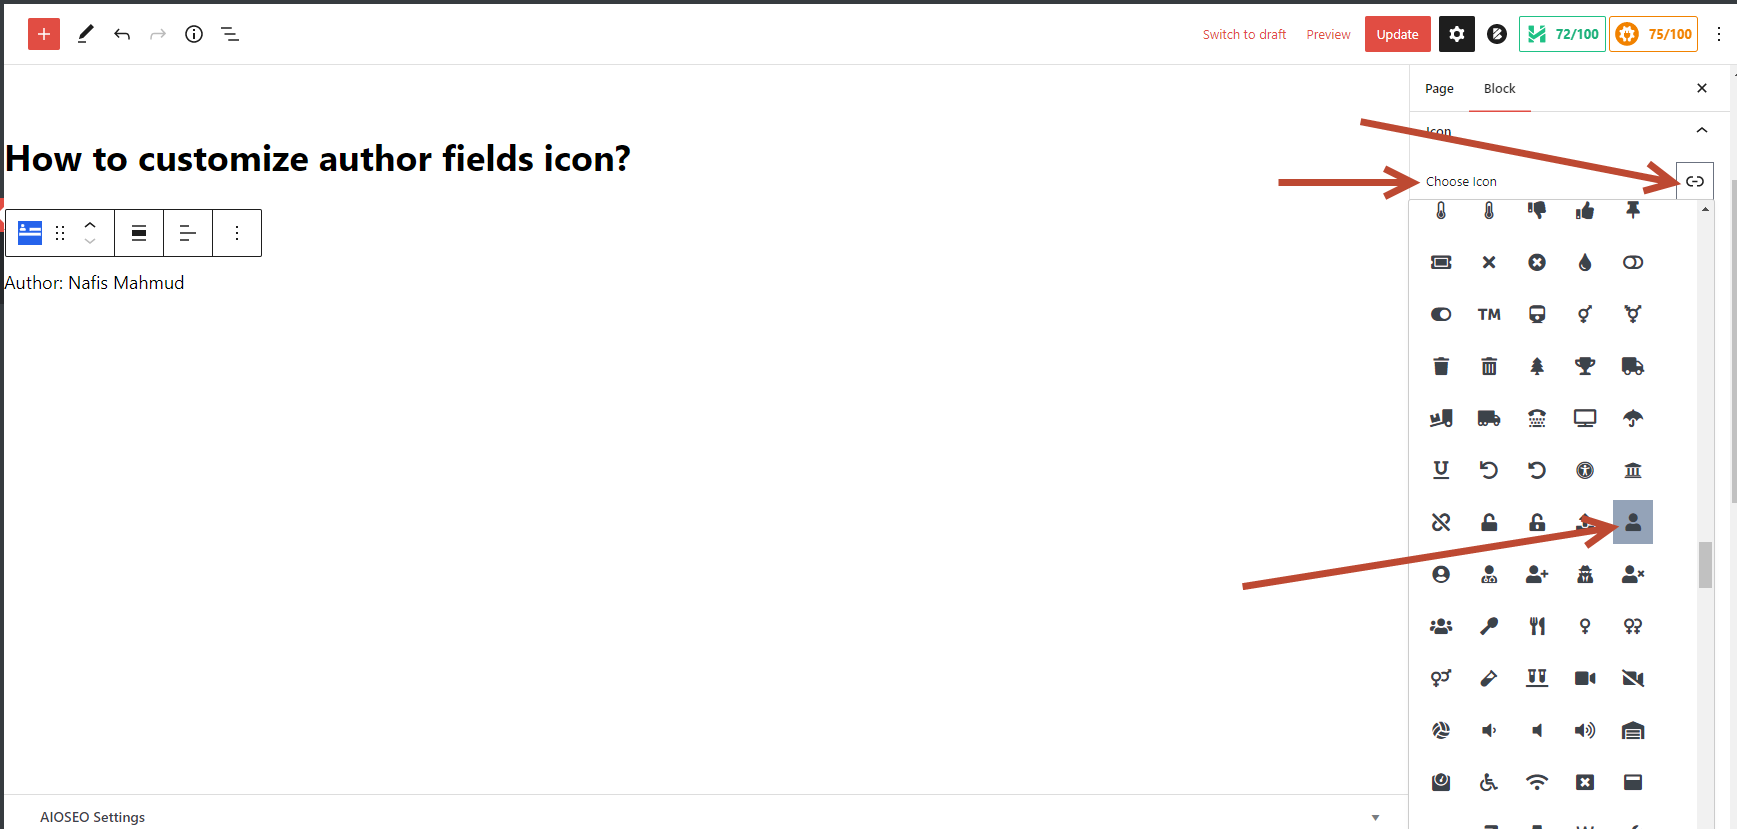 Switch to draft Preview Update 72/100 75/100
Page Block
Icon
How to customize author fields icon?
Choose Icon
Author: Nafis Mahmud
TM
AIOSEO Settings